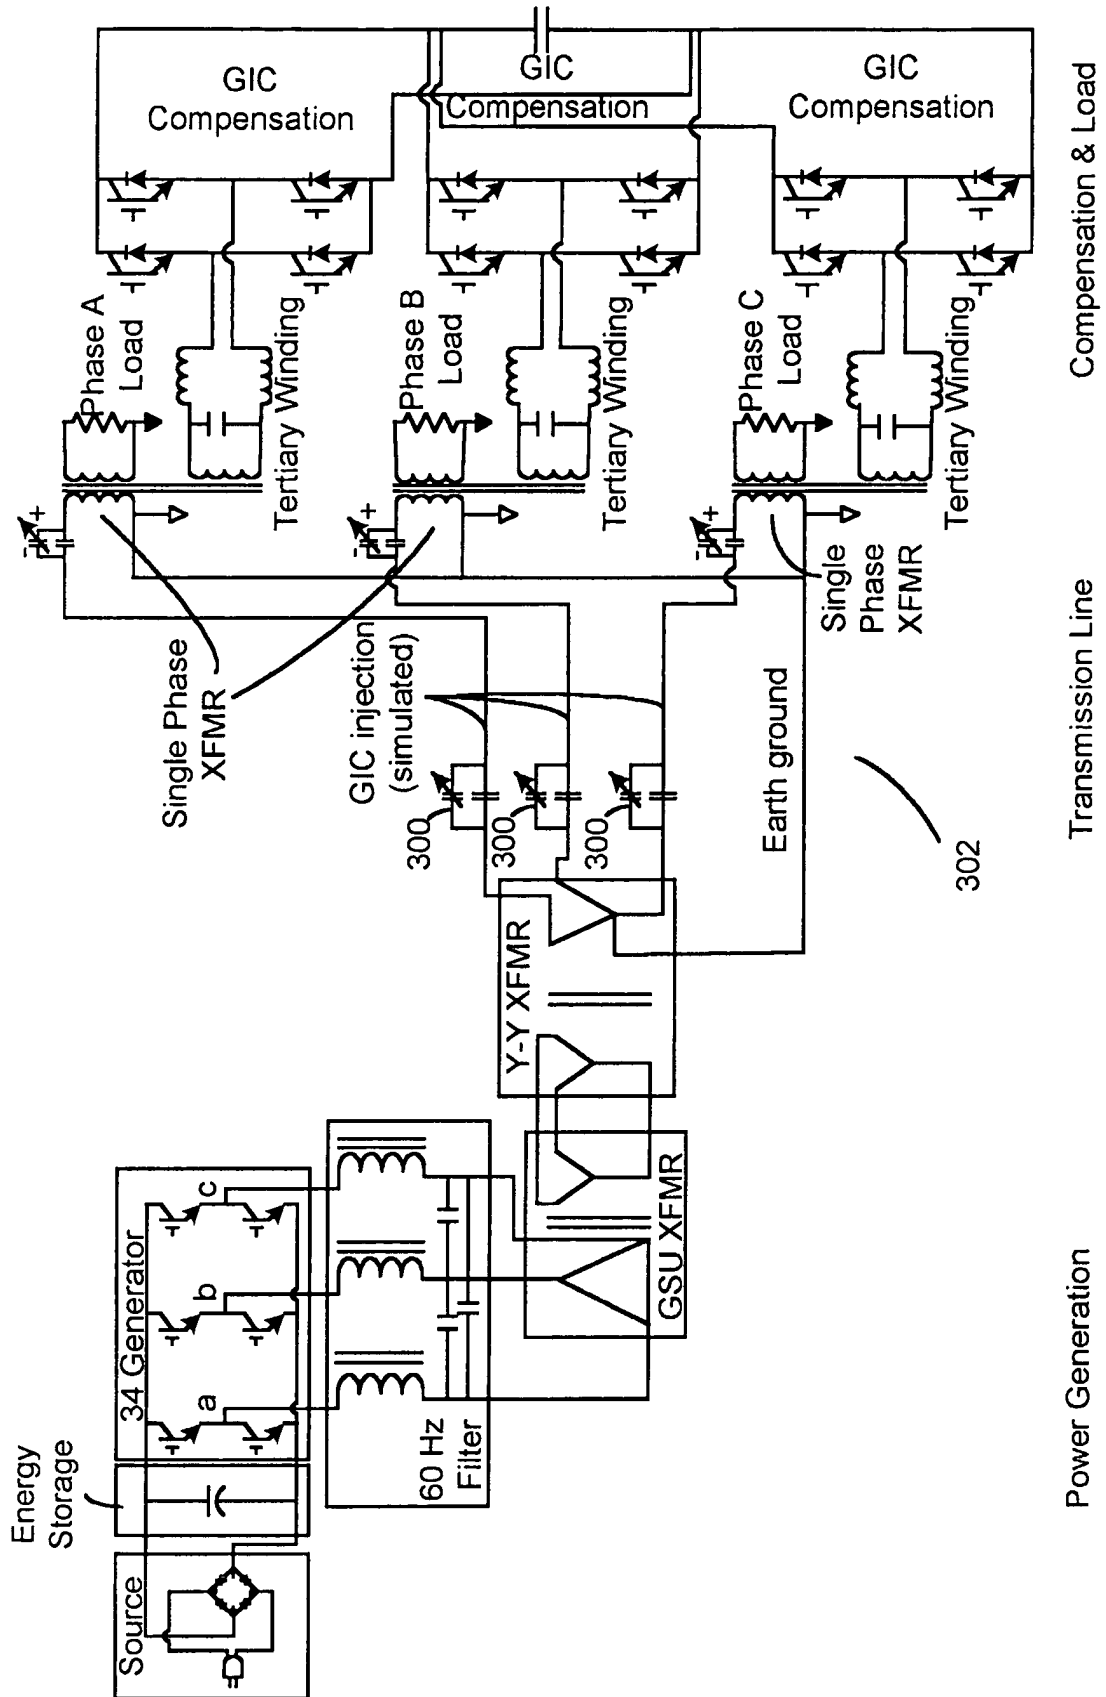 Source
Energy
Storage
34 Generator
a
b
c
60 Hz
Filter
GSU XFMR
Y-Y XFMR
300
300
300
GIC injection
(simulated)
Single Phase
XFMR
Earth ground
302
Single
Phase
XFMR
-
+
-
+
-
+
Phase A
Load
Tertiary Winding
Phase B
Load
Tertiary Winding
Phase C
Load
Tertiary Winding
GIC
Compensation
GIC
Compensation
GIC
Compensation
Power Generation
Transmission Line
Compensation & Load